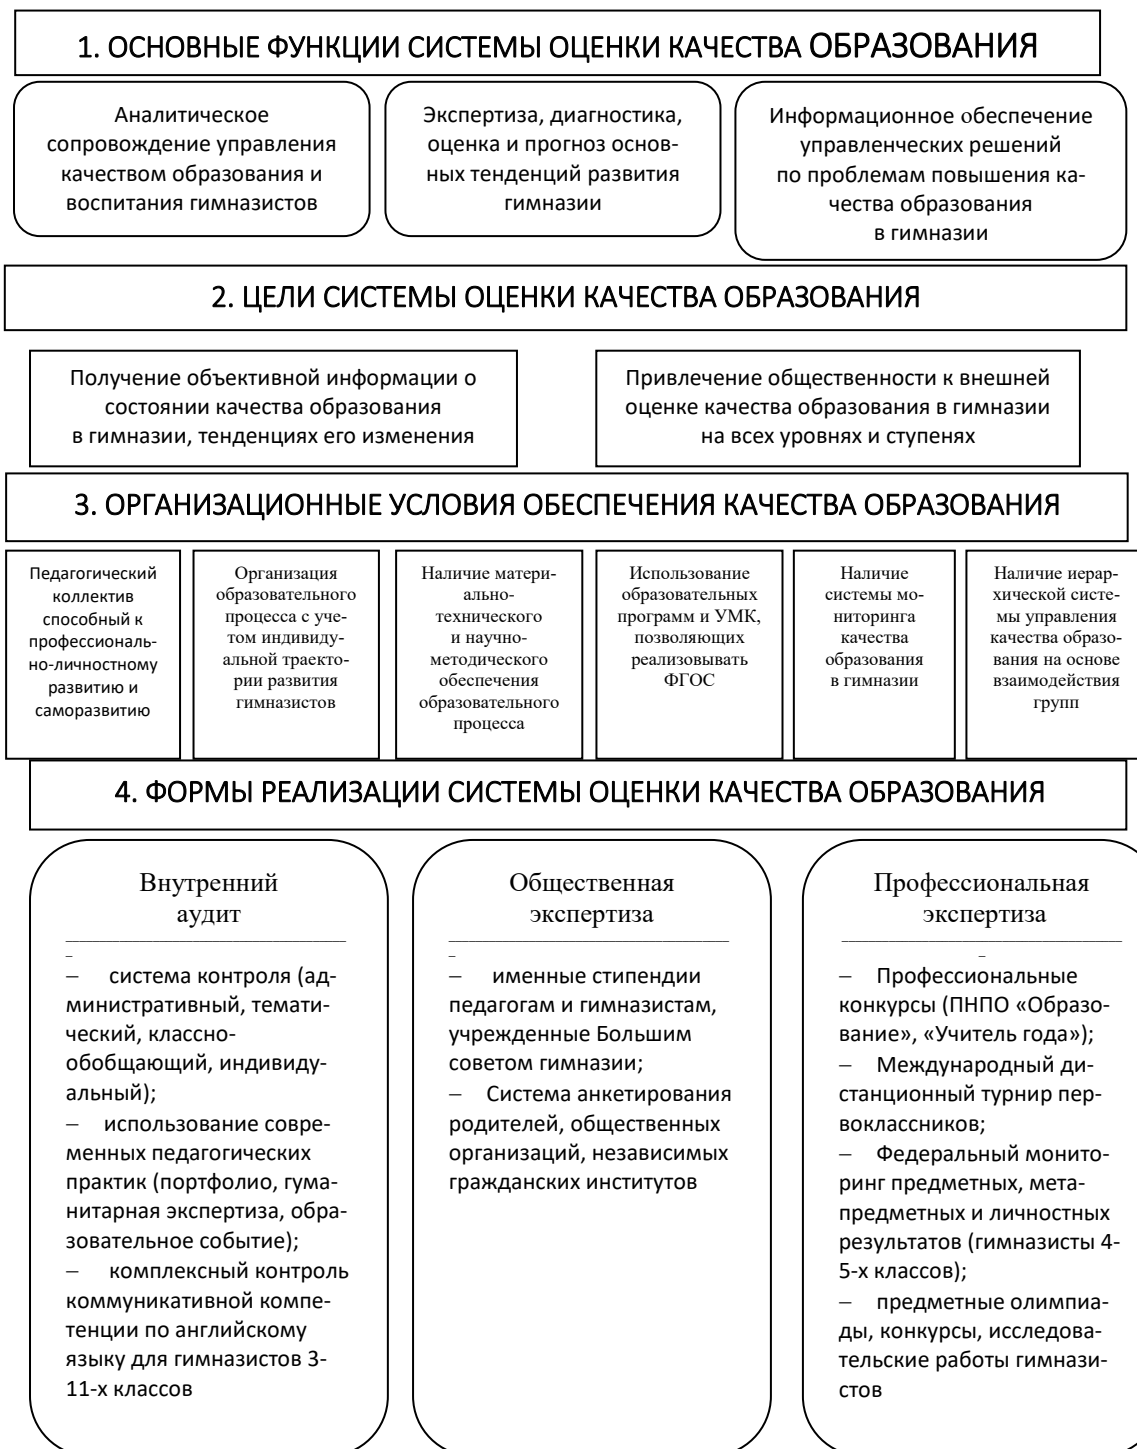 1. ОСНОВНЫЕ ФУНКЦИИ СИСТЕМЫ ОЦЕНКИ КАЧЕСТВА ОБРАЗОВАНИЯ
Аналитическое
сопровождение управления
качеством образования и
воспитания гимназистов
Экспертиза, диагностика,
оценка и прогноз основ-
ных тенденций развития
гимназии
Информационное обеспечение
управленческих решений
по проблемам повышения ка-
чества образования
в гимназии
2. ЦЕЛИ СИСТЕМЫ ОЦЕНКИ КАЧЕСТВА ОБРАЗОВАНИЯ
Получение объективной информации о
состоянии качества образования
в гимназии, тенденциях его изменения
Привлечение общественности к внешней
оценке качества образования в гимназии
на всех уровнях и ступенях
3. ОРГАНИЗАЦИОННЫЕ УСЛОВИЯ ОБЕСПЕЧЕНИЯ КАЧЕСТВА ОБРАЗОВАНИЯ
Педагогический
коллектив
способный к
профессиональ-
но-личностному
развитию и
саморазвитию
Организация
образовательного
процесса с уче-
том индивиду-
альной траекто-
рии развития
гимназистов
Наличие матери-
ально-
технического
и научно-
методического
обеспечения
образовательного
процесса
Использование
образовательных
программ и УМК,
позволяющих
реализовывать
ФГОС
Наличие
системы мо-
ниторинга
качества
образования
в гимназии
Наличие иерар-
хической систе-
мы управления
качества образо-
вания на основе
взаимодействия
групп
4. ФОРМЫ РЕАЛИЗАЦИИ СИСТЕМЫ ОЦЕНКИ КАЧЕСТВА ОБРАЗОВАНИЯ
Внутренний
аудит
– система контроля (ад-
министративный, темати-
ческий, классно-
обобщающий, индивиду-
альный);
– использование совре-
менных педагогических
практик (портфолио, гума-
нитарная экспертиза, обра-
зовательное событие);
– комплексный контроль
коммуникативной компе-
тенции по английскому
языку для гимназистов 3-
11-х классов
Общественная
экспертиза
– именные стипендии
педагогам и гимназистам,
учрежденные Большим
советом гимназии;
– Система анкетирования
родителей, общественных
организаций, независимых
гражданских институтов
Профессиональная
экспертиза
– Профессиональные
конкурсы (ПНПО «Образо-
вание», «Учитель года»);
– Международный ди-
станционный турнир пер-
воклассников;
– Федеральный монито-
ринг предметных, мета-
предметных и личностных
результатов (гимназисты 4-
5-х классов);
– предметные олимпиа-
ды, конкурсы, исследова-
тельские работы гимнази-
стов